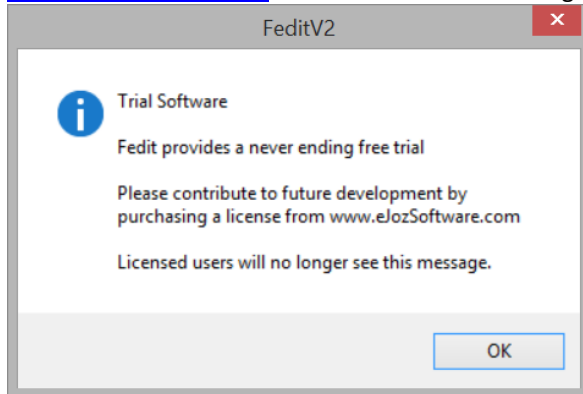 FeditV2
x
Trial Software
Fedit provides a never ending free trial
Please contribute to future development by
purchasing a license from www.eJozSoftware.com
Licensed users will no longer see this message.
OK